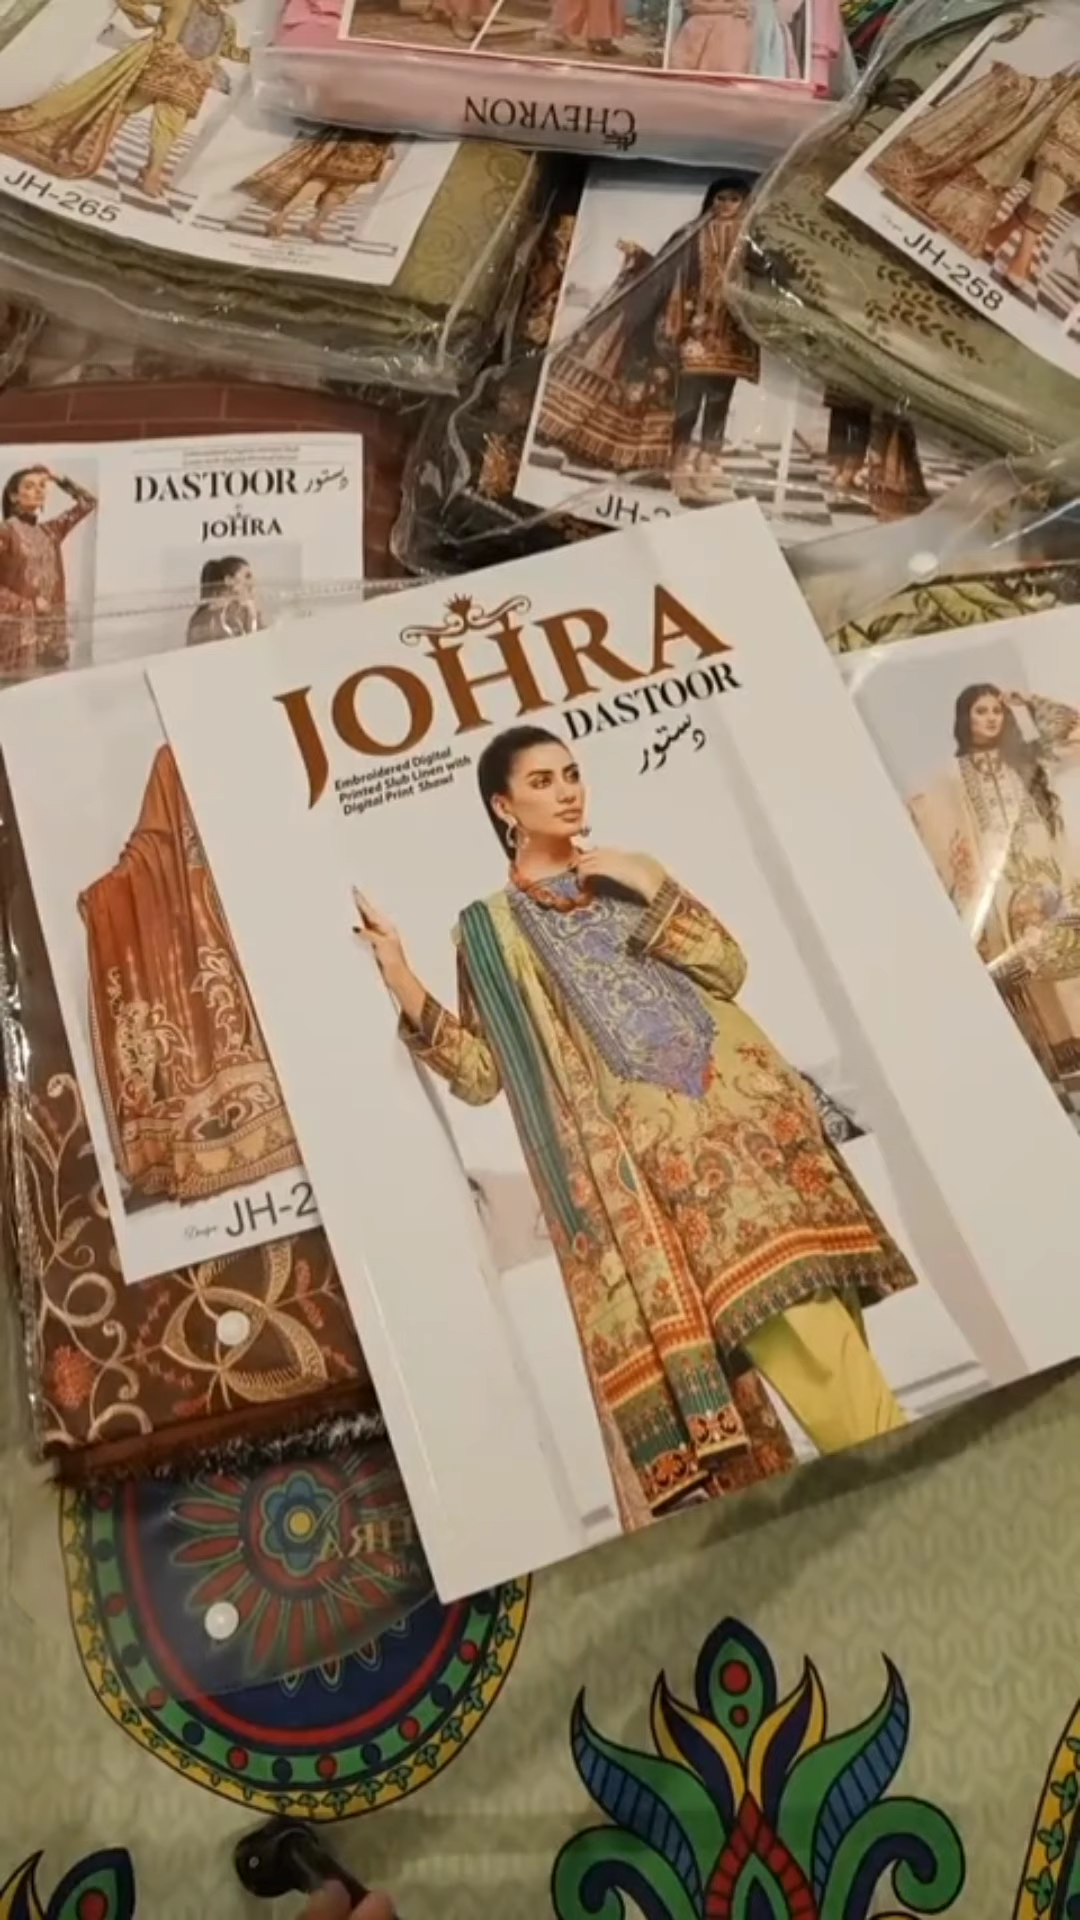 CHEVRON
JH-265
JH-258
DASTOOR دستور
JOHRA
JH-2
JOHRA
DASTOOR
دستور
Embroidered Digital
Printed Slub Linen with
Digital Print Shawl
Design JH-2